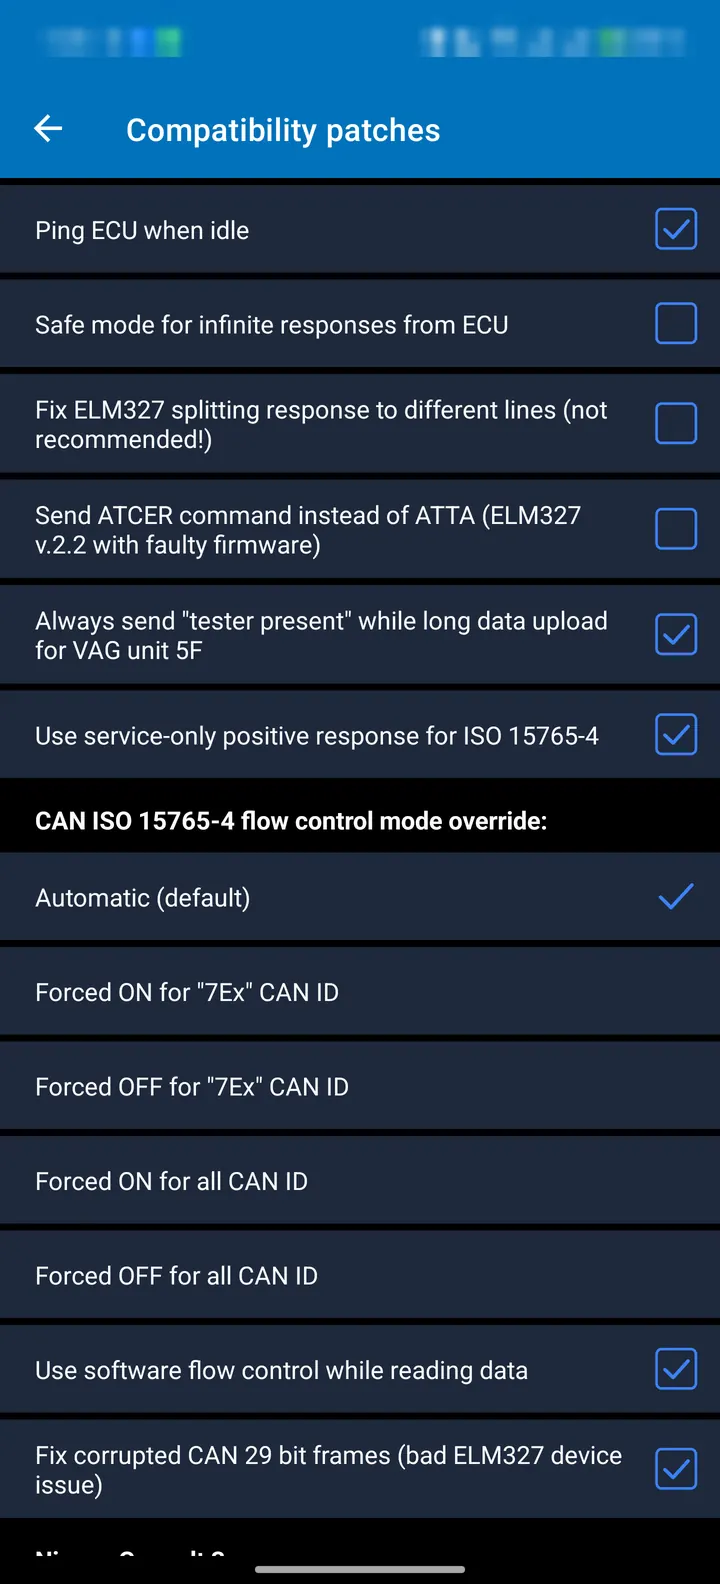 Compatibility patches
Ping ECU when idle
Safe mode for infinite responses from ECU
Fix ELM327 splitting response to different lines (not
recommended!)
Send ATCER command instead of ATTA (ELM327
v.2.2 with faulty firmware)
Always send "tester present" while long data upload
for VAG unit 5F
Use service-only positive response for ISO 15765-4
CAN ISO 15765-4 flow control mode override:
Automatic (default)
Forced ON for "7Ex" CAN ID
Forced OFF for "7Ex" CAN ID
Forced ON for all CAN ID
Forced OFF for all CAN ID
Use software flow control while reading data
Fix corrupted CAN 29 bit frames (bad ELM327 device
issue)